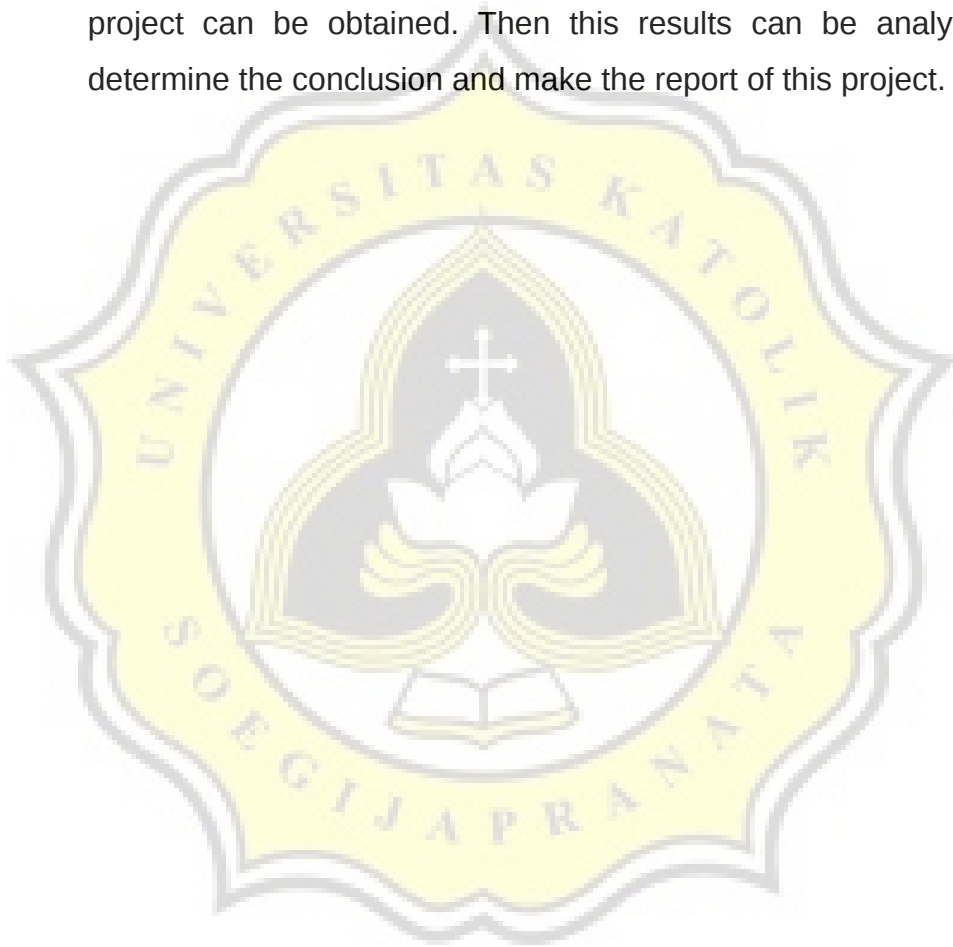 project can be obtained. Then this results can be analy
determine the conclusion and make the report of this project.
UNIVERSITAS KATOLIK
SOEGIJAPRANATA